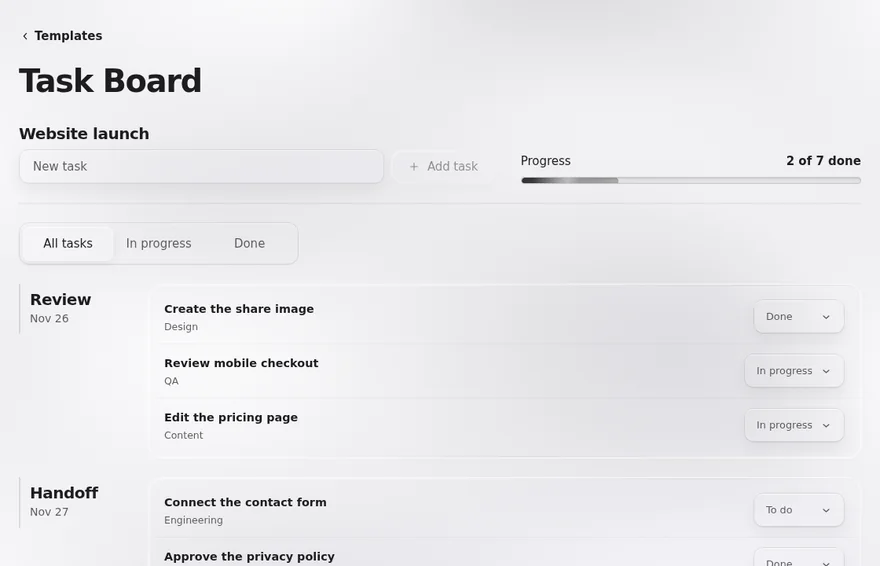 Templates
Task Board
Website launch
New task
+ Add task
Progress
2 of 7 done
All tasks
In progress
Done
Review
Nov 26
Create the share image
Design
Done
Review mobile checkout
QA
In progress
Edit the pricing page
Content
In progress
Handoff
Nov 27
Connect the contact form
Engineering
To do
Approve the privacy policy
Done